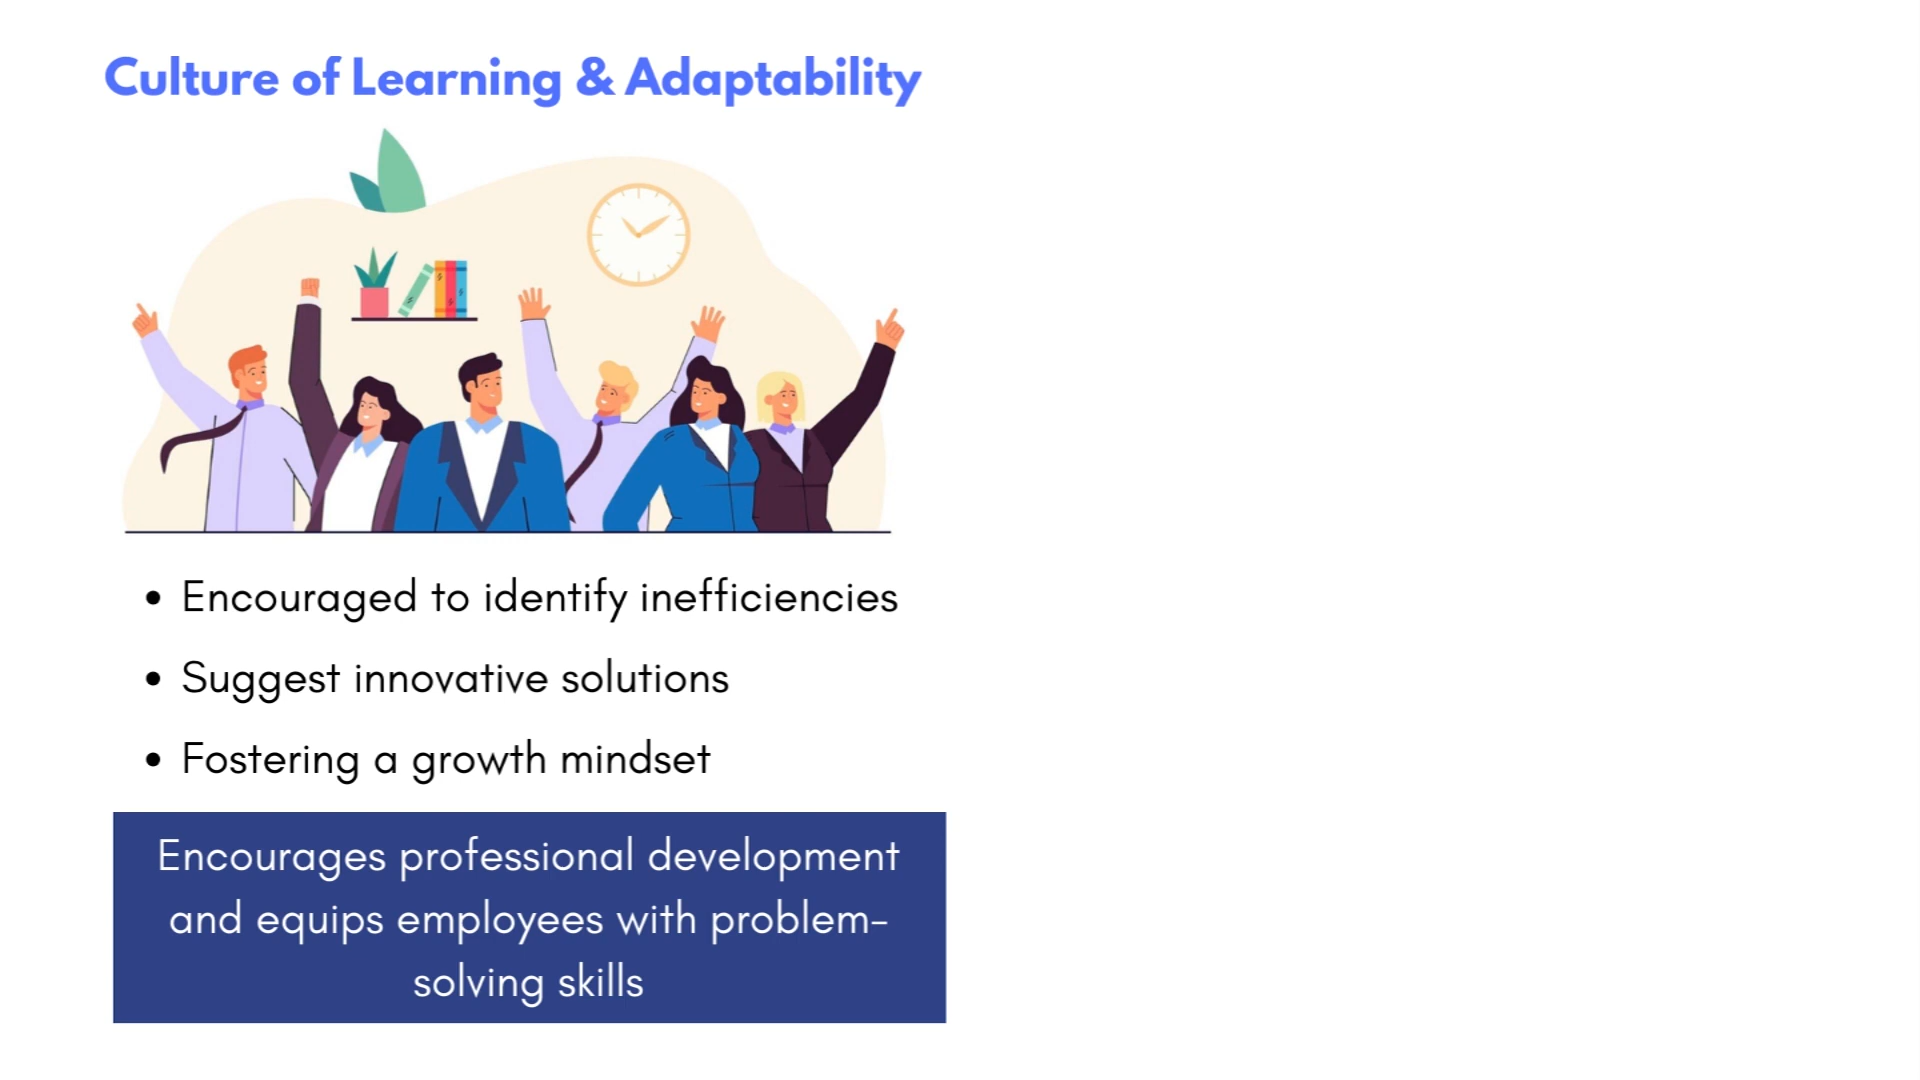 Culture of Learning & Adaptability
• Encouraged to identify inefficiencies
• Suggest innovative solutions
• Fostering a growth mindset
Encourages professional development
and equips employees with problem-
solving skills